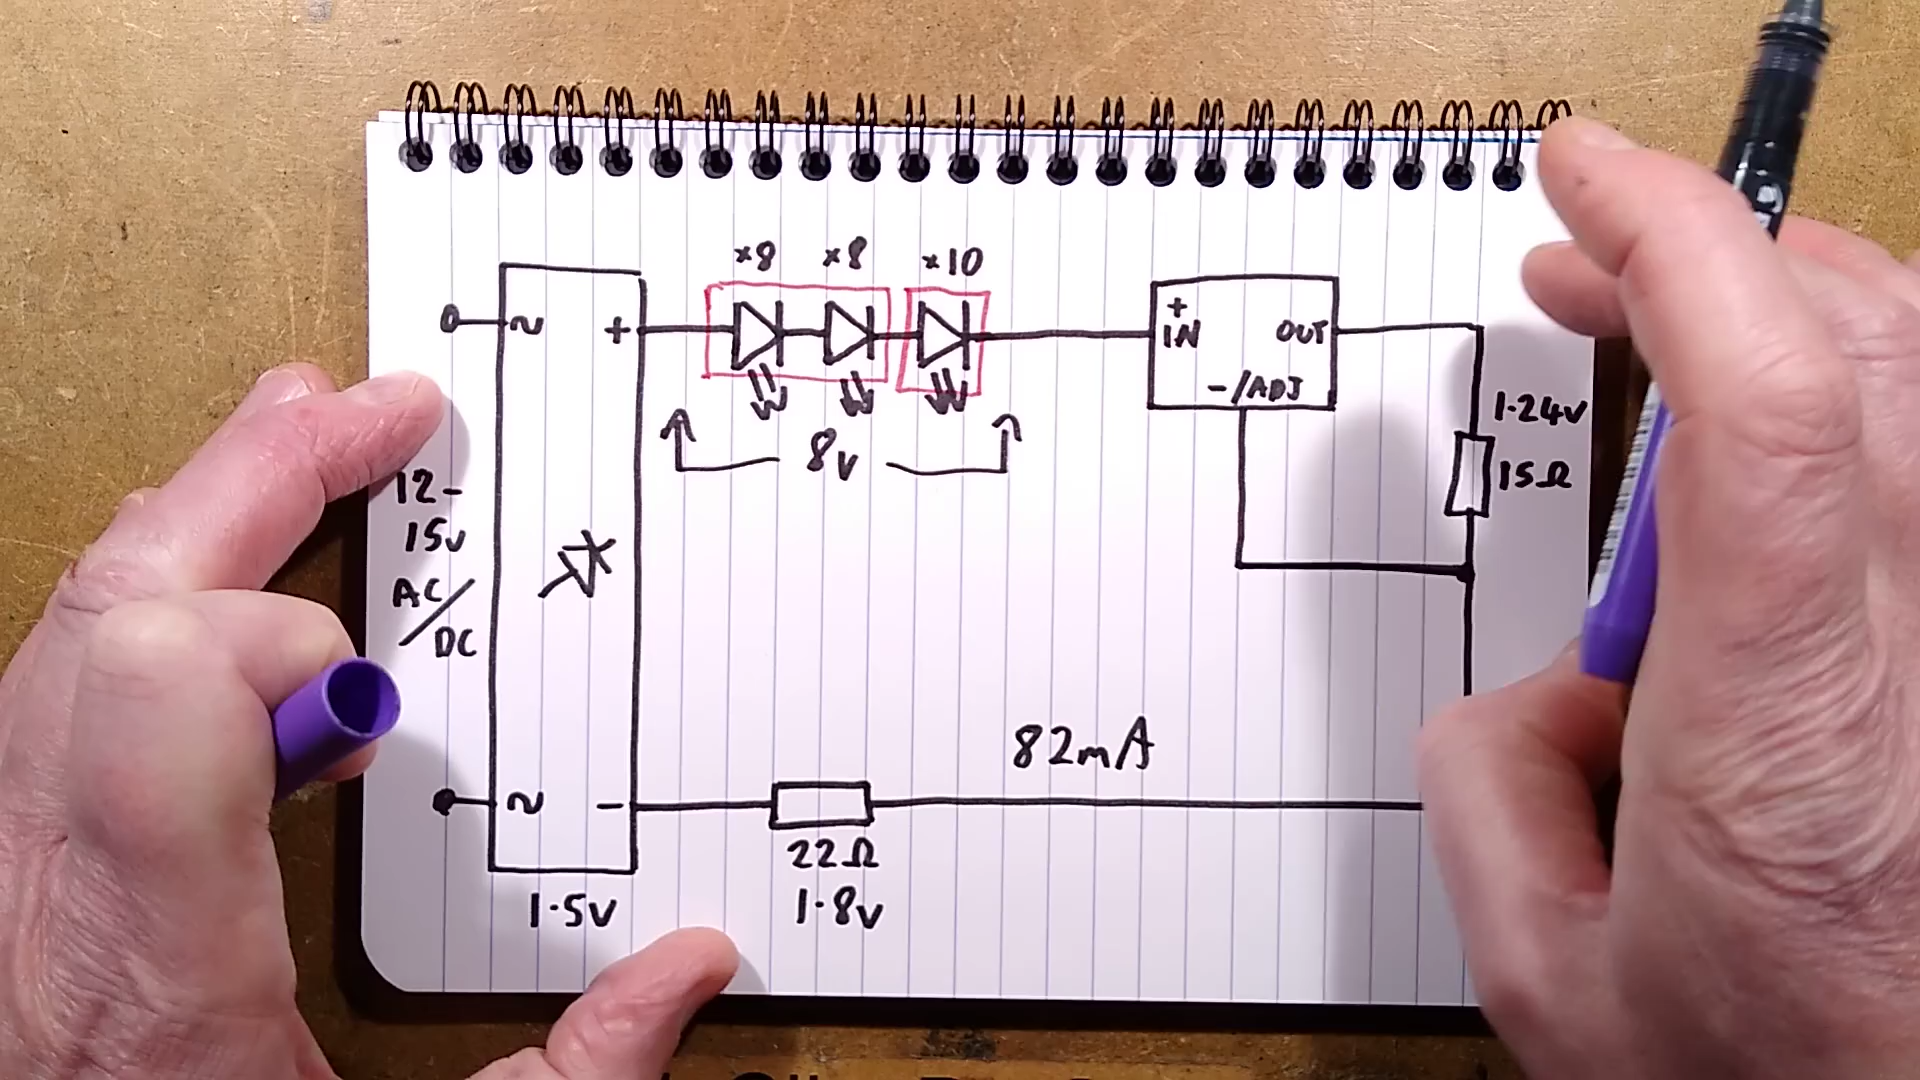 ×8 ×8 ×10
~ +
+
IN OUT
-/ADJ
1.24v
15Ω
8v
12-
15v
AC/
DC
82mA
~ -
22Ω
1.8v
1.5v